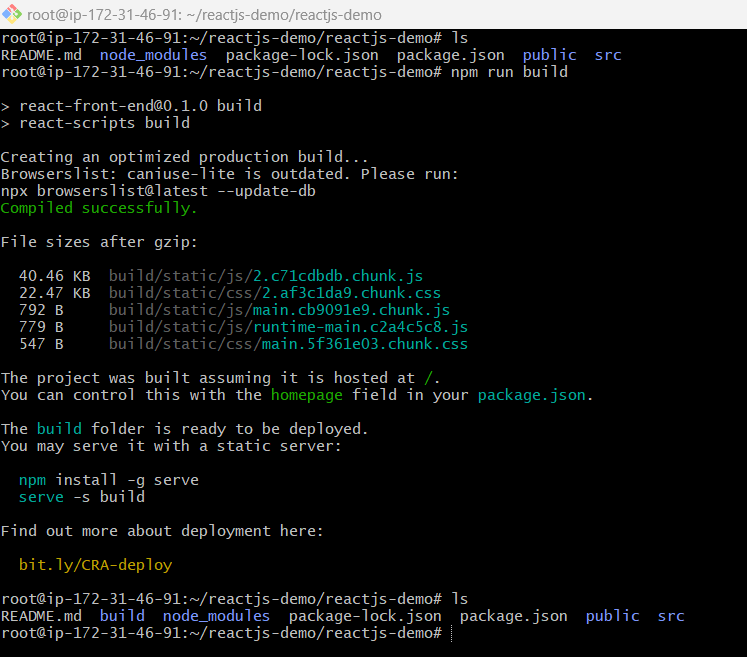 root@ip-172-31-46-91: ~/reactjs-demo/reactjs-demo
root@ip-172-31-46-91:~/reactjs-demo/reactjs-demo# ls
README.md  node_modules  package-lock.json  package.json  public  src
root@ip-172-31-46-91:~/reactjs-demo/reactjs-demo# npm run build
> react-front-end@0.1.0 build
> react-scripts build
Creating an optimized production build...
Browserslist: caniuse-lite is outdated. Please run:
npx browserslist@latest --update-db
Compiled successfully.
File sizes after gzip:
  40.46 KB  build/static/js/2.c71cdbdb.chunk.js
  22.47 KB  build/static/css/2.af3c1da9.chunk.css
  792 B     build/static/js/main.cb9091e9.chunk.js
  779 B     build/static/js/runtime-main.c2a4c5c8.js
  547 B     build/static/css/main.5f361e03.chunk.css
The project was built assuming it is hosted at /.
You can control this with the homepage field in your package.json.
The build folder is ready to be deployed.
You may serve it with a static server:
  npm install -g serve
  serve -s build
Find out more about deployment here:
  bit.ly/CRA-deploy
root@ip-172-31-46-91:~/reactjs-demo/reactjs-demo# ls
README.md  build  node_modules  package-lock.json  package.json  public  src
root@ip-172-31-46-91:~/reactjs-demo/reactjs-demo#